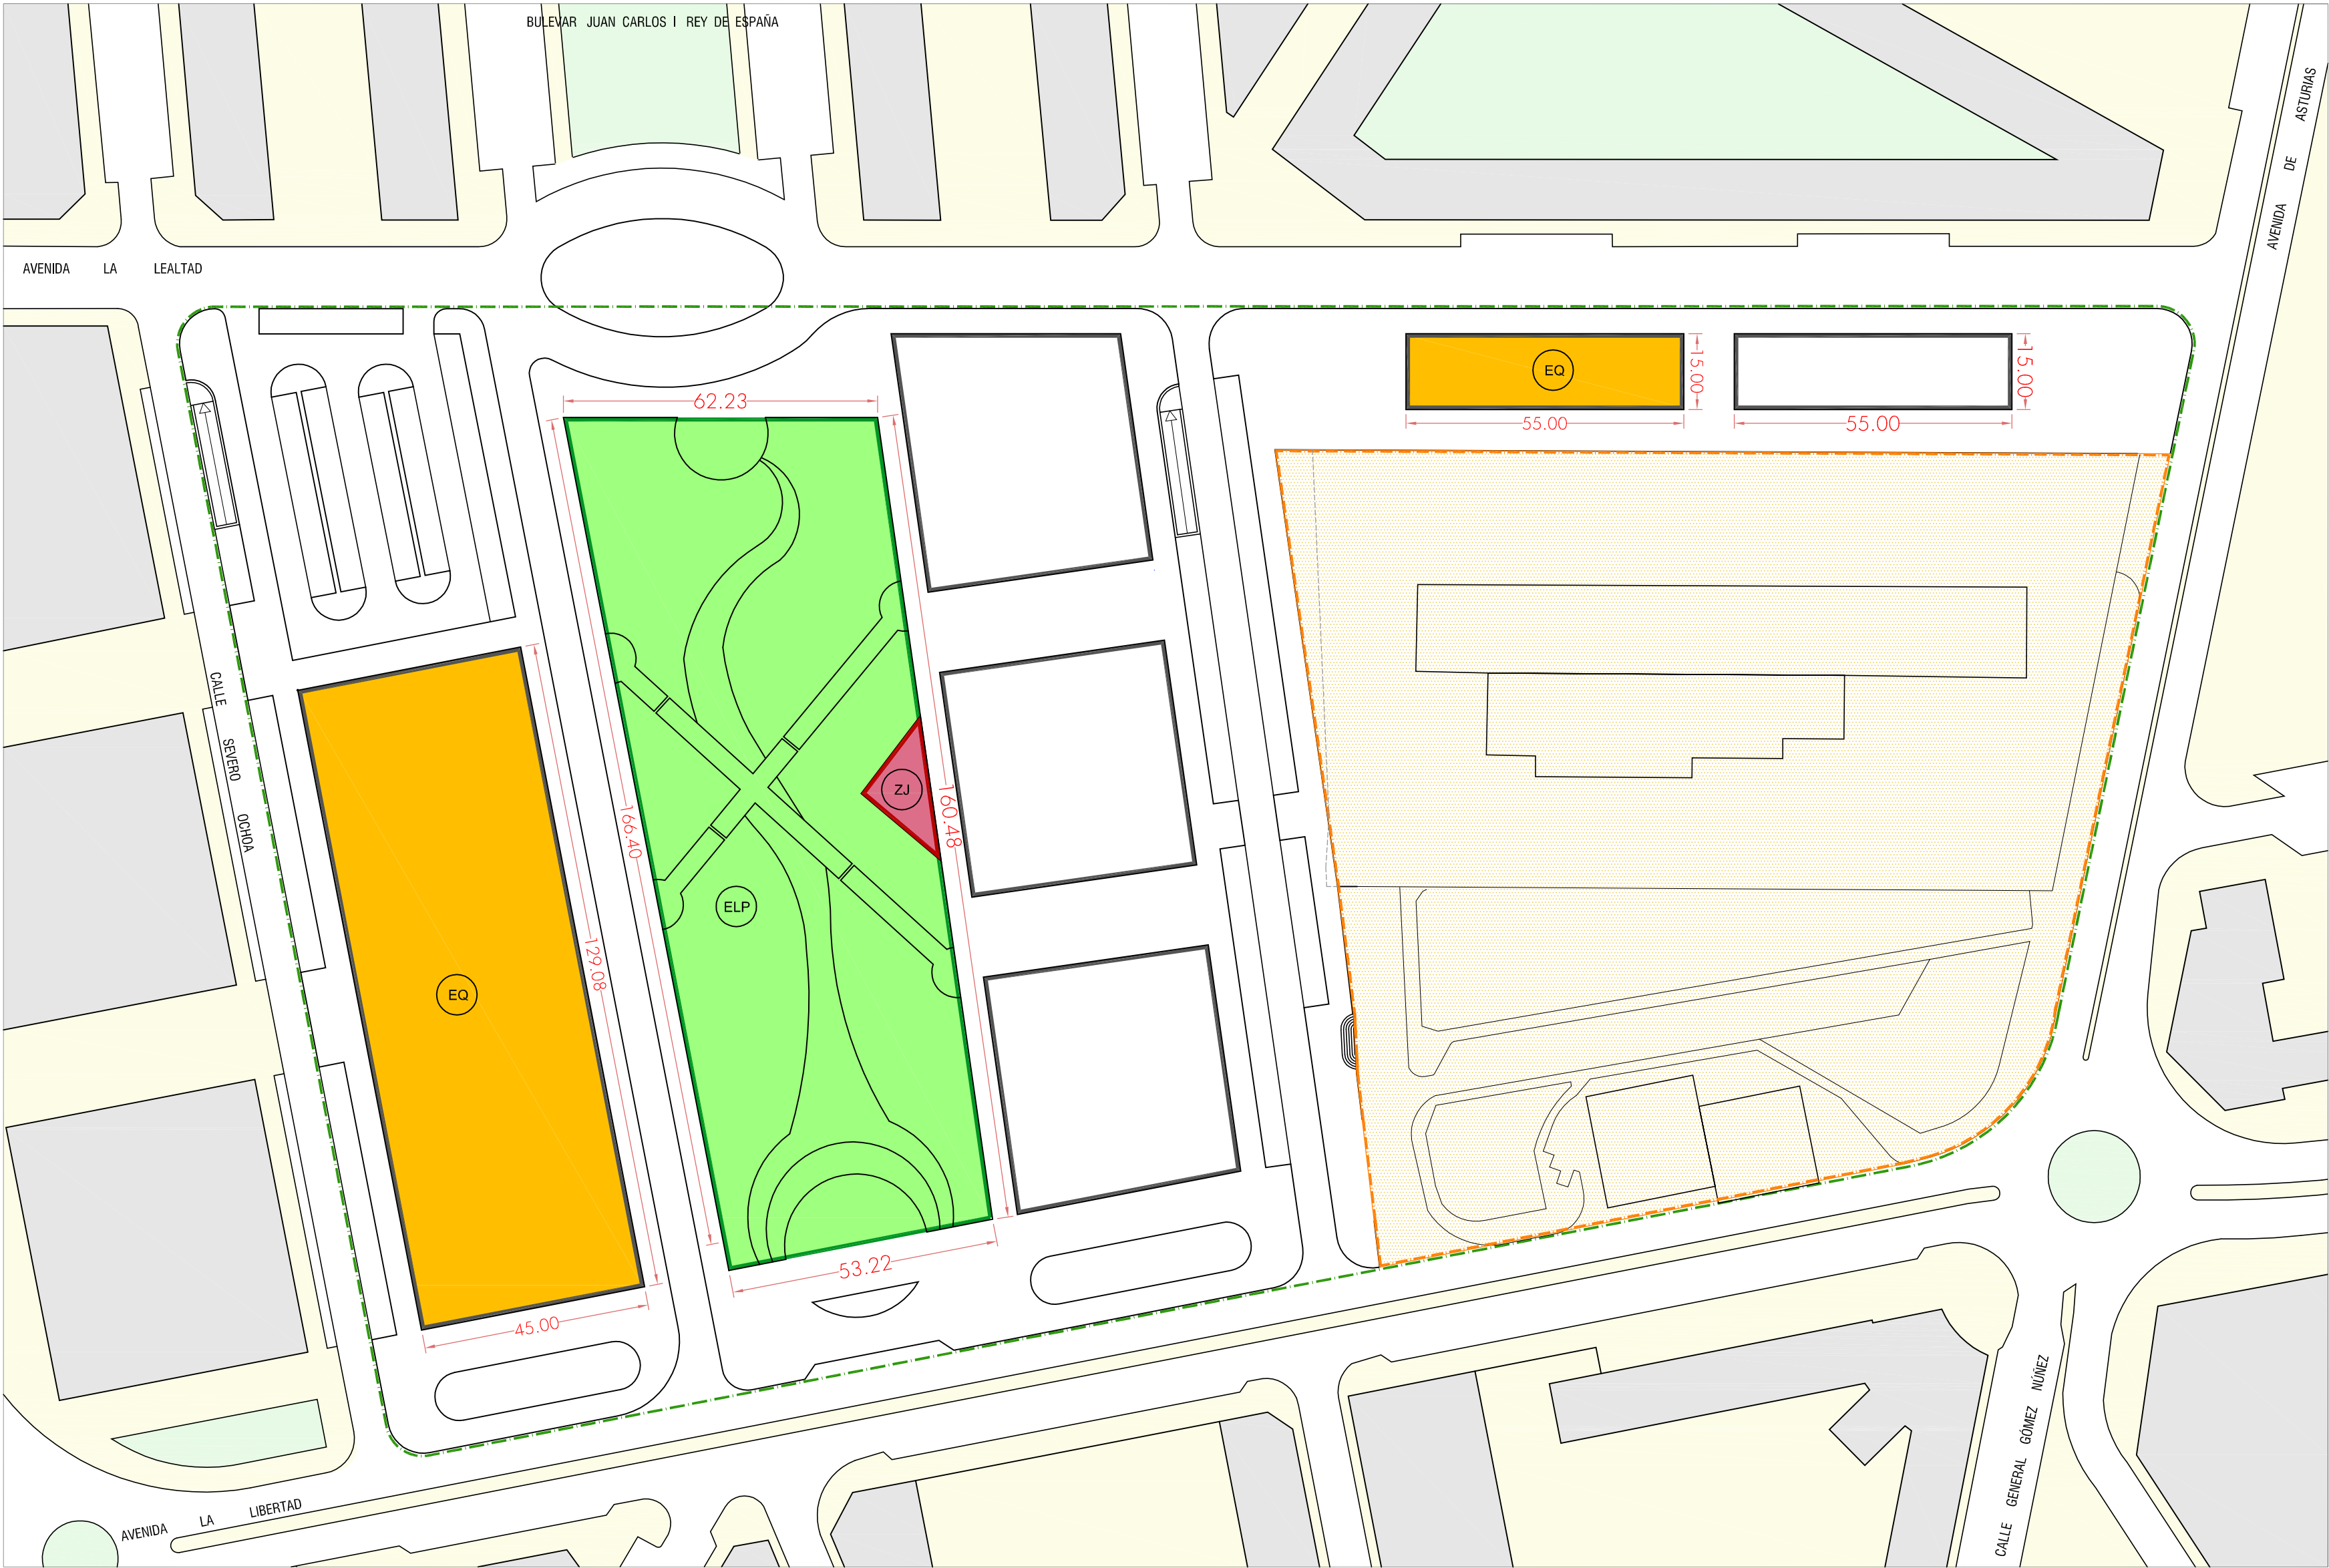 BULEVAR JUAN CARLOS I REY DE ESPAÑA
AVENIDA DE ASTURIAS
AVENIDA LA LEALTAD
EQ
15.00
15.00
55.00
55.00
62.23
CALLE SEVERO OCHOA
166.40
160.48
ZJ
ELP
129.08
EQ
53.22
45.00
AVENIDA LA LIBERTAD
CALLE GENERAL GÓMEZ NÚÑEZ